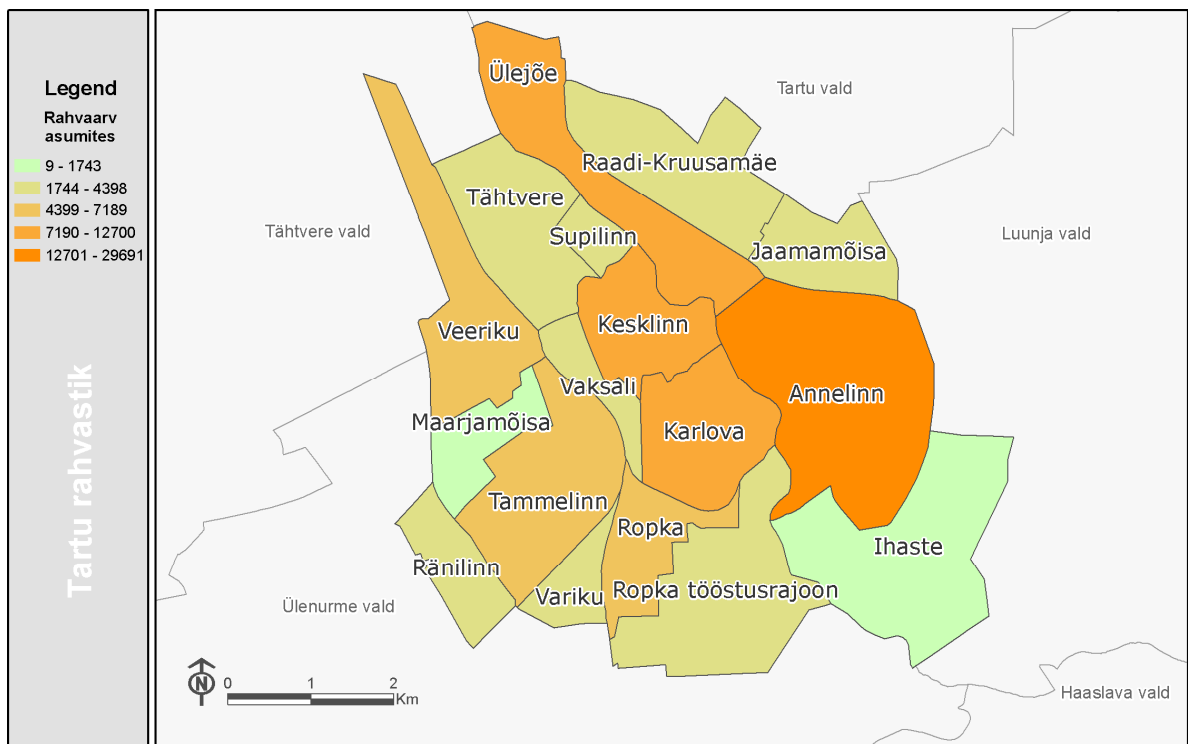 Legend
Rahvaarv
asumites
9 - 1743
1744 - 4398
4399 - 7189
7190 - 12700
12701 - 29691
Tartu rahvastik
Ülejõe
Tartu vald
Raadi-Kruusamäe
Tähtvere
Tähtvere vald
Supilinn
Jaamamõisa
Luunja vald
Kesklinn
Veeriku
Vaksali
Annelinn
Maarjamõisa
Karlova
Tammelinn
Ropka
Ihaste
Ränilinn
Variku
Ropka tööstusrajoon
Ülenurme vald
Haaslava vald
N
0 1 2
Km